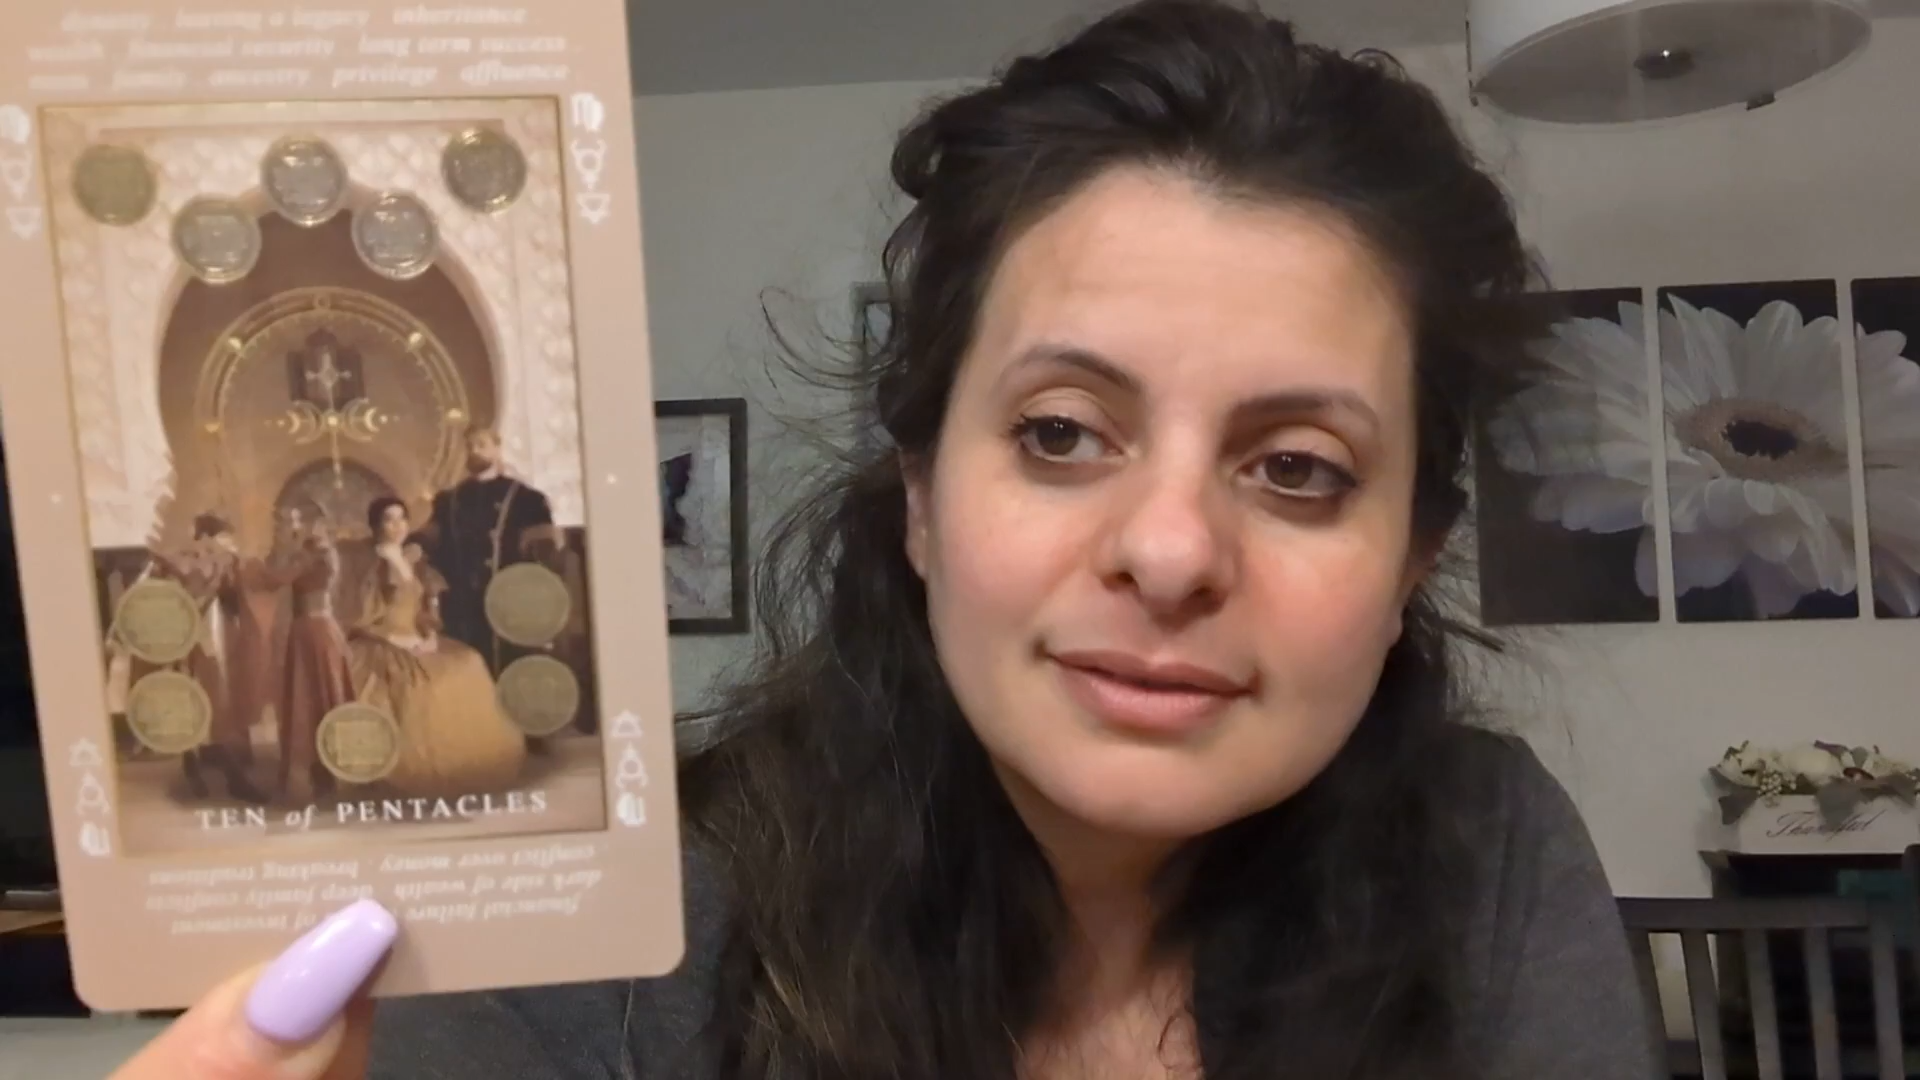 dynasty leaving a legacy inheritance
wealth financial security long term success
family ancestry privilege affluence
TEN of PENTACLES
conflict over money breaking traditions
dark side of wealth deep family conflicts
financial failure of investment
Thankful